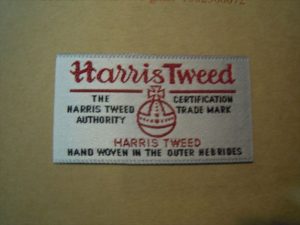 Harris Tweed
THE CERTIFICATION
HARRIS TWEED TRADE MARK
AUTHORITY
HARRIS TWEED
HAND WOVEN IN THE OUTER HEBRIDES